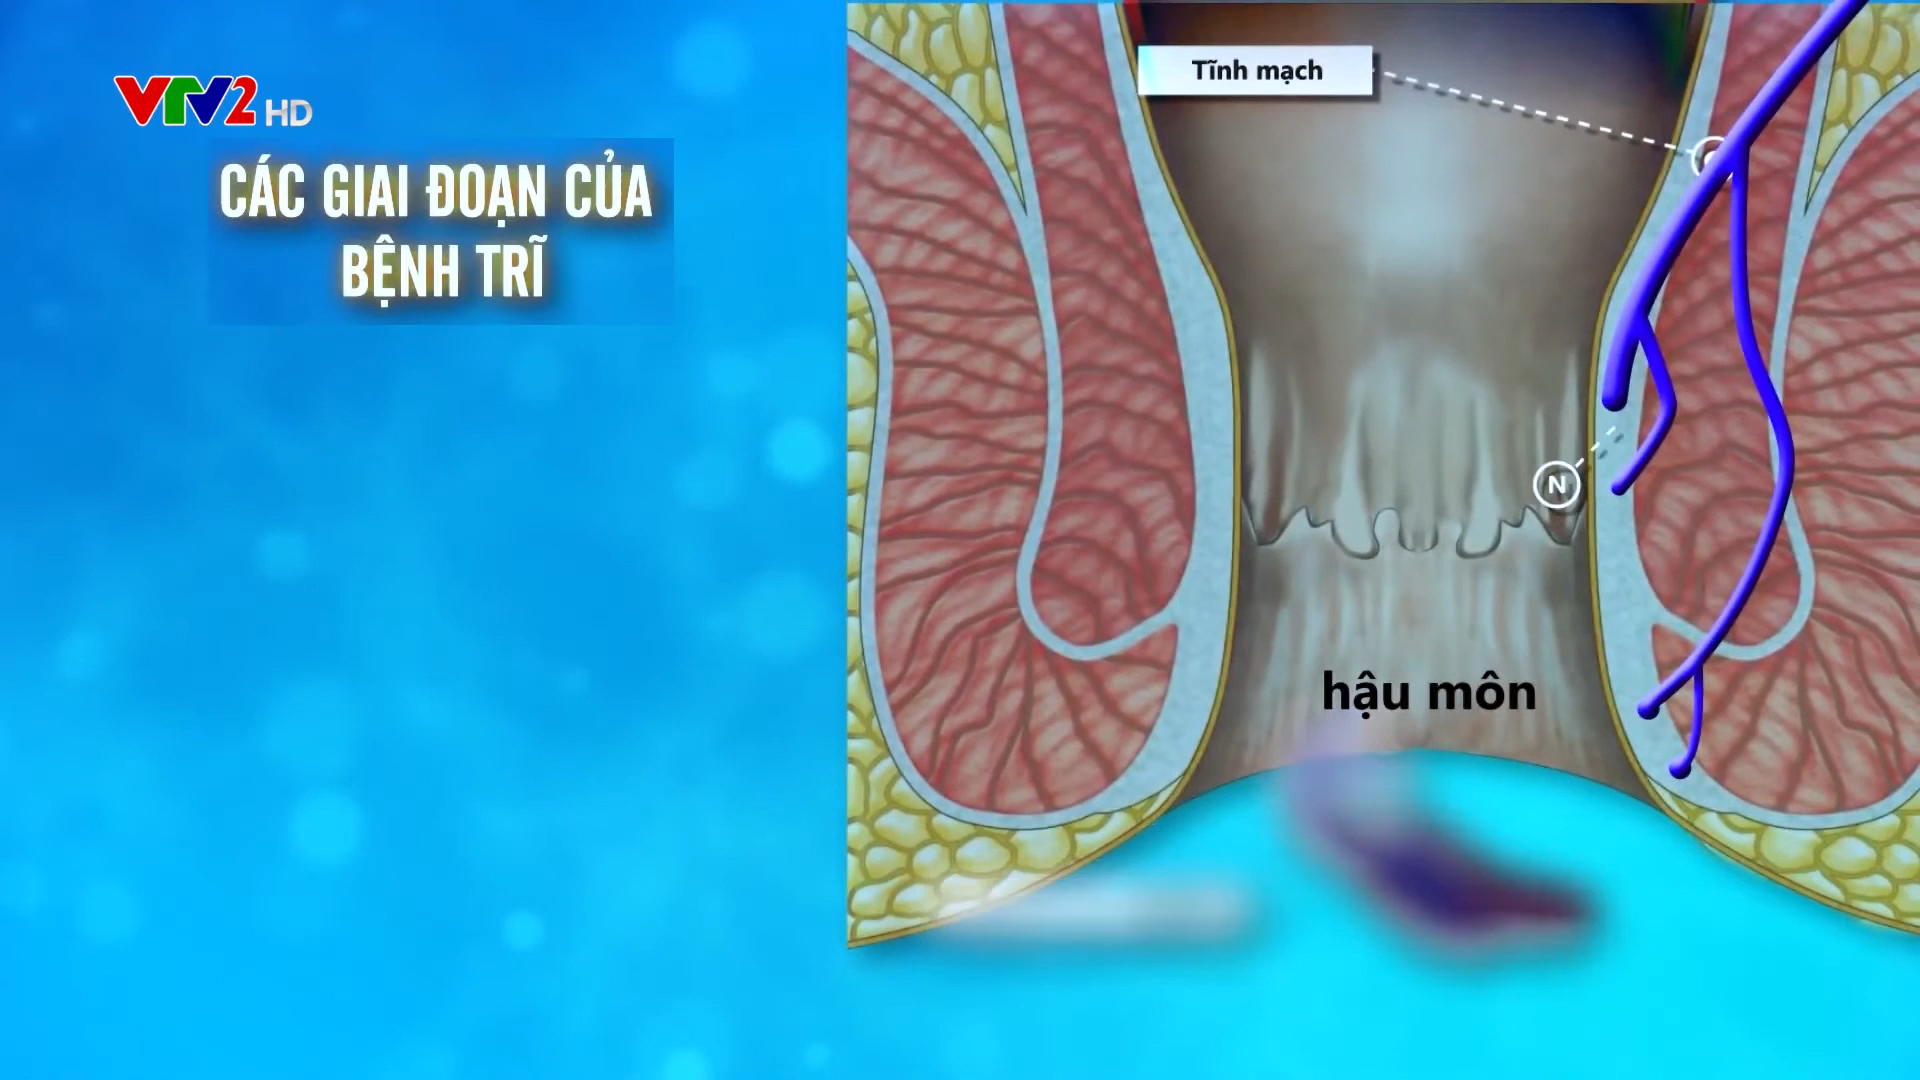 VTV2 HD
CÁC GIAI ĐOẠN CỦA
BỆNH TRĨ
Tĩnh mạch
N
hậu môn